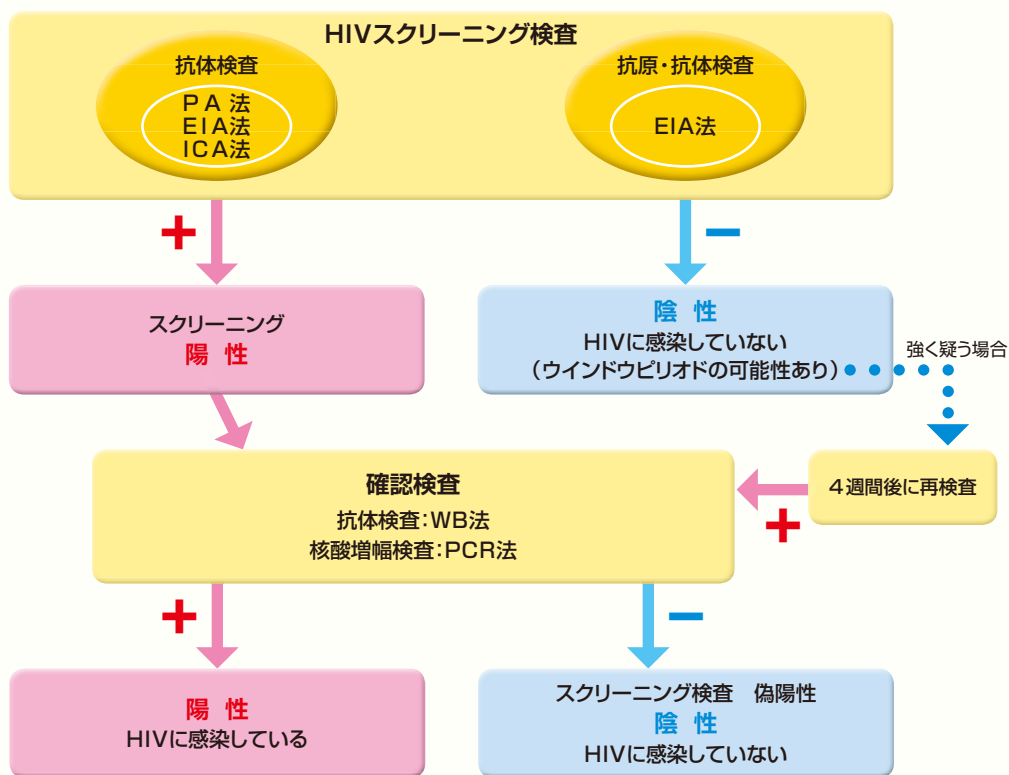 HIVスクリーニング検査
抗体検査
PA法
EIA法
ICA法
抗原・抗体検査
EIA法
+
−
スクリーニング
陽性
陰性
HIVに感染していない
(ウインドウピリオドの可能性あり)
強く疑う場合
4週間後に再検査
+
確認検査
抗体検査:WB法
核酸増幅検査:PCR法
+
−
陽性
HIVに感染している
スクリーニング検査 偽陽性
陰性
HIVに感染していない